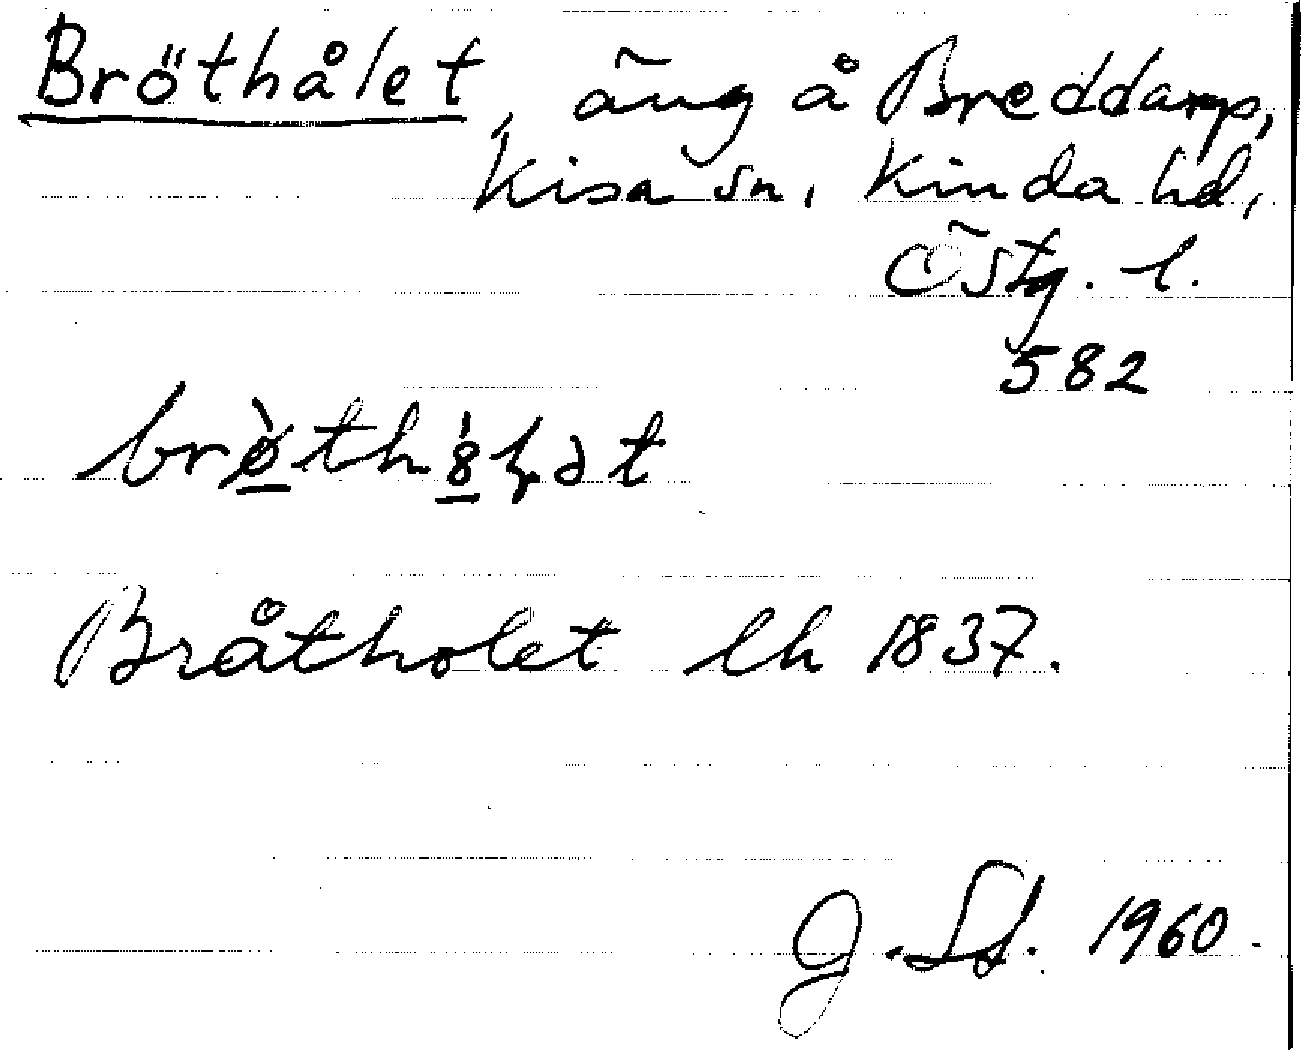 Bröthålet, äng å Breddamp,
Kisa sn, Kinda hd,
Östg. l.
582
Bråtholet lh 1837.
1960.